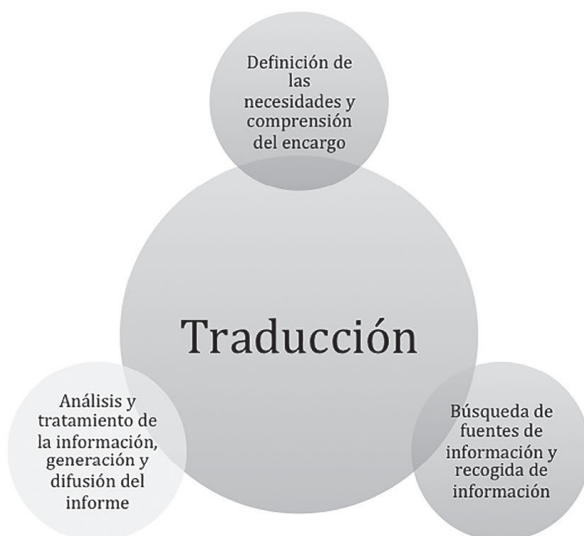 Definición de
las
necesidades y
comprensión
del encargo
Traducción
Análisis y
tratamiento de
la información,
generación y
difusión del
informe
Búsqueda de
fuentes de
información y
recogida de
información